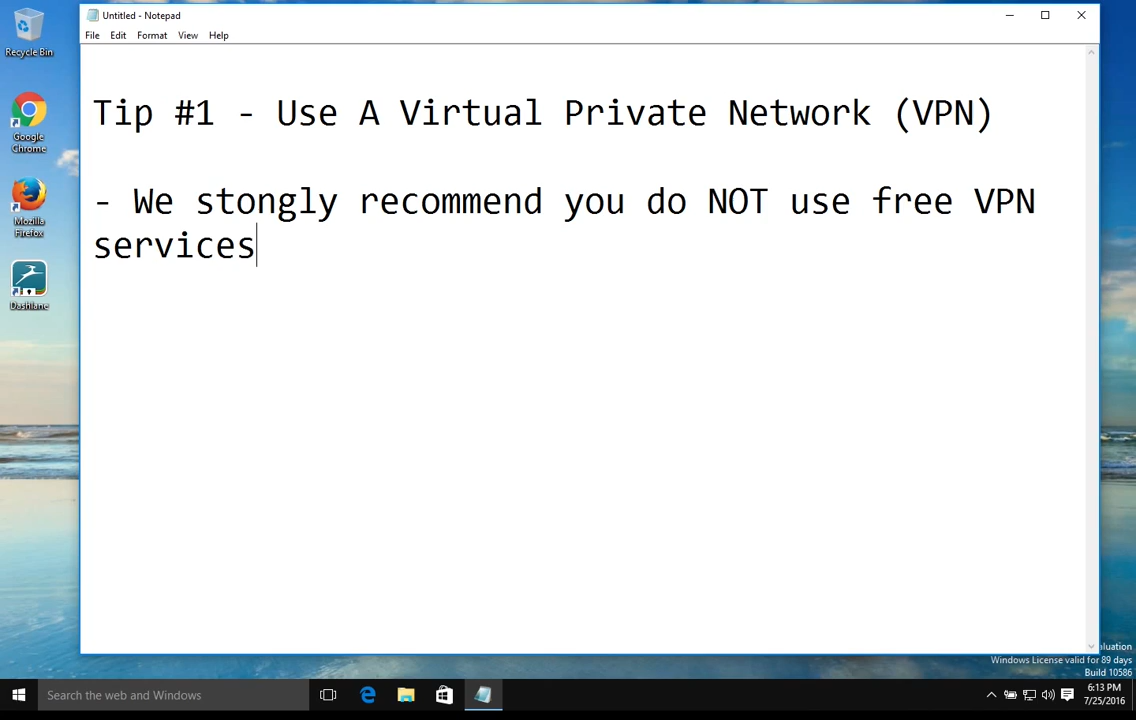 Recycle Bin
Google
Chrome
Mozilla
Firefox
Dashlane
Untitled - Notepad
File Edit Format View Help
Tip #1 - Use A Virtual Private Network (VPN)
- We stongly recommend you do NOT use free VPN
services
Windows License valid for 89 days
Build 10586
Search the web and Windows
6:13 PM
7/25/2016